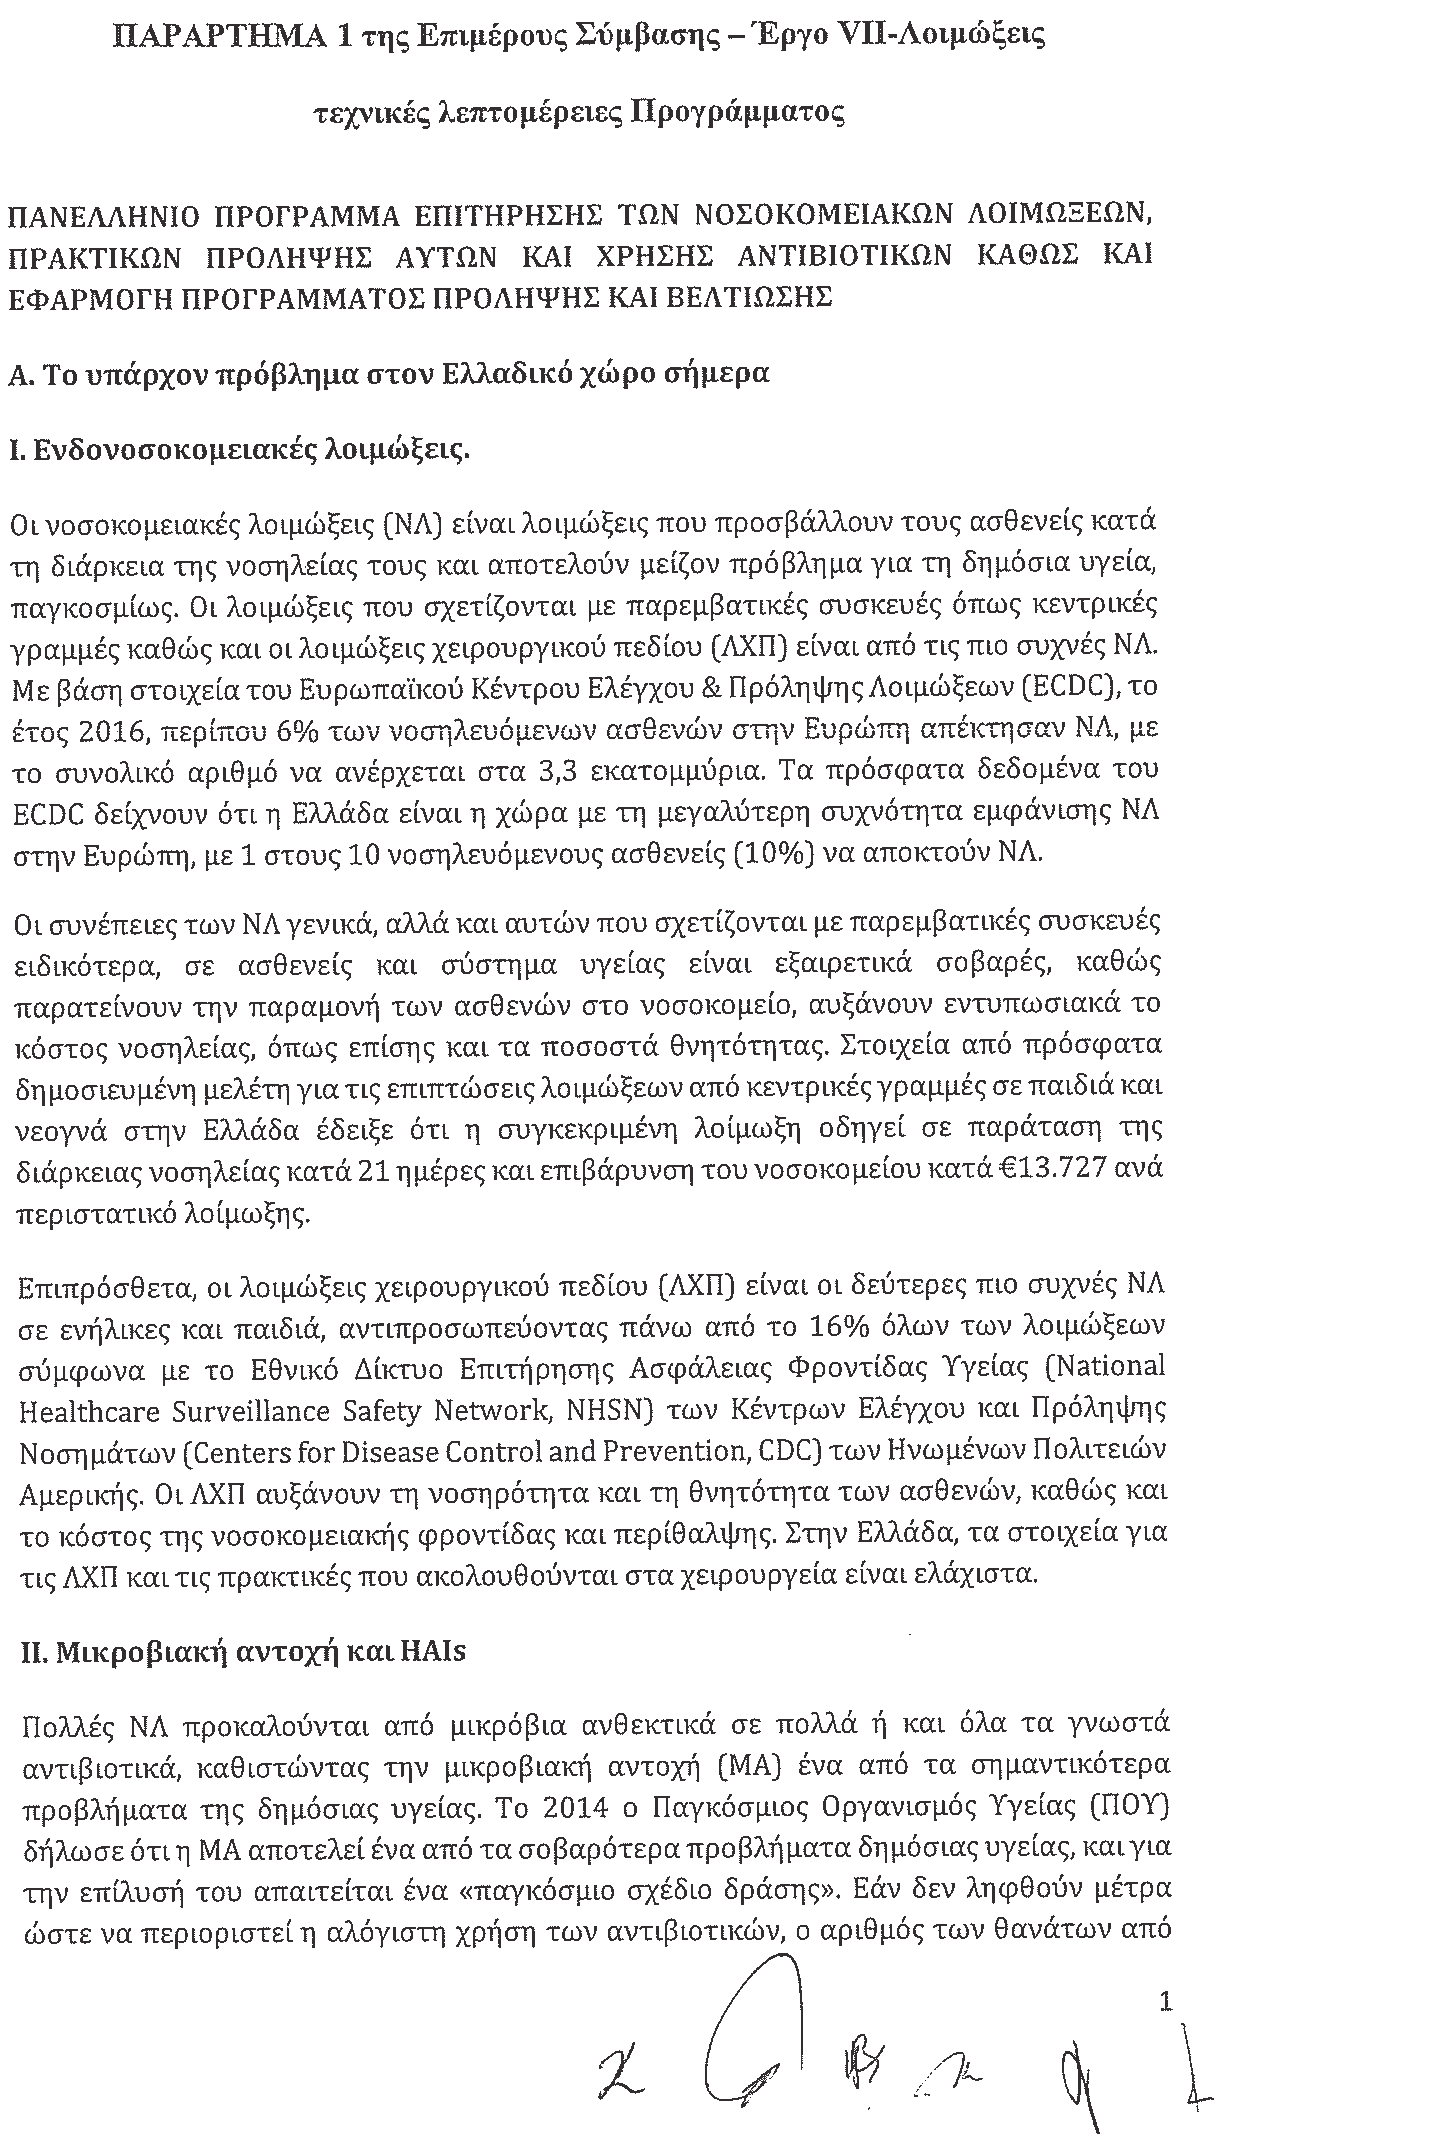 ΠΑΡΑΡΤΗΜΑ 1 της Επιμέρους Σύμβασης – Έργο VII-Λοιμώξεις
τεχνικές λεπτομέρειες Προγράμματος
ΠΑΝΕΛΛΗΝΙΟ ΠΡΟΓΡΑΜΜΑ ΕΠΙΤΗΡΗΣΗΣ ΤΩΝ ΝΟΣΟΚΟΜΕΙΑΚΩΝ ΛΟΙΜΩΞΕΩΝ,
ΠΡΑΚΤΙΚΩΝ ΠΡΟΛΗΨΗΣ ΑΥΤΩΝ ΚΑΙ ΧΡΗΣΗΣ ΑΝΤΙΒΙΟΤΙΚΩΝ ΚΑΘΩΣ ΚΑΙ
ΕΦΑΡΜΟΓΗ ΠΡΟΓΡΑΜΜΑΤΟΣ ΠΡΟΛΗΨΗΣ ΚΑΙ ΒΕΛΤΙΩΣΗΣ
Α. Το υπάρχον πρόβλημα στον Ελλαδικό χώρο σήμερα
Ι. Ενδονοσοκομειακές λοιμώξεις.
Οι νοσοκομειακές λοιμώξεις (ΝΛ) είναι λοιμώξεις που προσβάλλουν τους ασθενείς κατά
τη διάρκεια της νοσηλείας τους και αποτελούν μείζον πρόβλημα για τη δημόσια υγεία,
παγκοσμίως. Οι λοιμώξεις που σχετίζονται με παρεμβατικές συσκευές όπως κεντρικές
γραμμές καθώς και οι λοιμώξεις χειρουργικού πεδίου (ΛΧΠ) είναι από τις πιο συχνές ΝΛ.
Με βάση στοιχεία του Ευρωπαϊκού Κέντρου Ελέγχου & Πρόληψης Λοιμώξεων (ECDC), το
έτος 2016, περίπου 6% των νοσηλευόμενων ασθενών στην Ευρώπη απέκτησαν ΝΛ, με
το συνολικό αριθμό να ανέρχεται στα 3,3 εκατομμύρια. Τα πρόσφατα δεδομένα του
ECDC δείχνουν ότι η Ελλάδα είναι η χώρα με τη μεγαλύτερη συχνότητα εμφάνισης ΝΛ
στην Ευρώπη, με 1 στους 10 νοσηλευόμενους ασθενείς (10%) να αποκτούν ΝΛ.
Οι συνέπειες των ΝΛ γενικά, αλλά και αυτών που σχετίζονται με παρεμβατικές συσκευές
ειδικότερα, σε ασθενείς και σύστημα υγείας είναι εξαιρετικά σοβαρές, καθώς
παρατείνουν την παραμονή των ασθενών στο νοσοκομείο, αυξάνουν εντυπωσιακά το
κόστος νοσηλείας, όπως επίσης και τα ποσοστά θνητότητας. Στοιχεία από πρόσφατα
δημοσιευμένη μελέτη για τις επιπτώσεις λοιμώξεων από κεντρικές γραμμές σε παιδιά και
νεογνά στην Ελλάδα έδειξε ότι η συγκεκριμένη λοίμωξη οδηγεί σε παράταση της
διάρκειας νοσηλείας κατά 21 ημέρες και επιβάρυνση του νοσοκομείου κατά €13.727 ανά
περιστατικό λοίμωξης.
Επιπρόσθετα, οι λοιμώξεις χειρουργικού πεδίου (ΛΧΠ) είναι οι δεύτερες πιο συχνές ΝΛ
σε ενήλικες και παιδιά, αντιπροσωπεύοντας πάνω από το 16% όλων των λοιμώξεων
σύμφωνα με το Εθνικό Δίκτυο Επιτήρησης Ασφάλειας Φροντίδας Υγείας (National
Healthcare Surveillance Safety Network, NHSN) των Κέντρων Ελέγχου και Πρόληψης
Νοσημάτων (Centers for Disease Control and Prevention, CDC) των Ηνωμένων Πολιτειών
Αμερικής. Οι ΛΧΠ αυξάνουν τη νοσηρότητα και τη θνητότητα των ασθενών, καθώς και
το κόστος της νοσοκομειακής φροντίδας και περίθαλψης. Στην Ελλάδα, τα στοιχεία για
τις ΛΧΠ και τις πρακτικές που ακολουθούνται στα χειρουργεία είναι ελάχιστα.
ΙΙ. Μικροβιακή αντοχή και HAIs
Πολλές ΝΛ προκαλούνται από μικρόβια ανθεκτικά σε πολλά ή και όλα τα γνωστά
αντιβιοτικά, καθιστώντας την μικροβιακή αντοχή (ΜΑ) ένα από τα σημαντικότερα
προβλήματα της δημόσιας υγείας. Το 2014 ο Παγκόσμιος Οργανισμός Υγείας (ΠΟΥ)
δήλωσε ότι η ΜΑ αποτελεί ένα από τα σοβαρότερα προβλήματα δημόσιας υγείας, και για
την επίλυσή του απαιτείται ένα «παγκόσμιο σχέδιο δράσης». Εάν δεν ληφθούν μέτρα
ώστε να περιοριστεί η αλόγιστη χρήση των αντιβιοτικών, ο αριθμός των θανάτων από
1